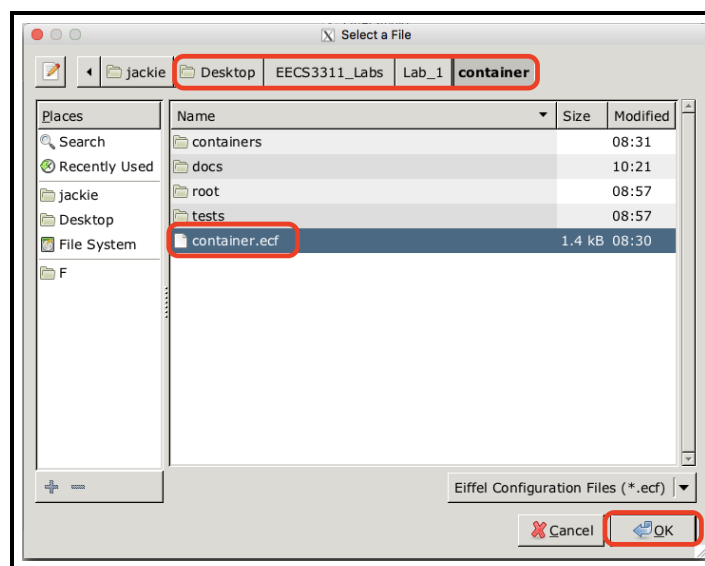 Select a File
jackie Desktop EECS3311_Labs Lab_1 container
Places
Search
Recently Used
jackie
Desktop
File System
F
Name Size Modified
containers 08:31
docs 10:21
root 08:57
tests 08:57
container.ecf 1.4 kB 08:30
Eiffel Configuration Files (*.ecf)
Cancel OK